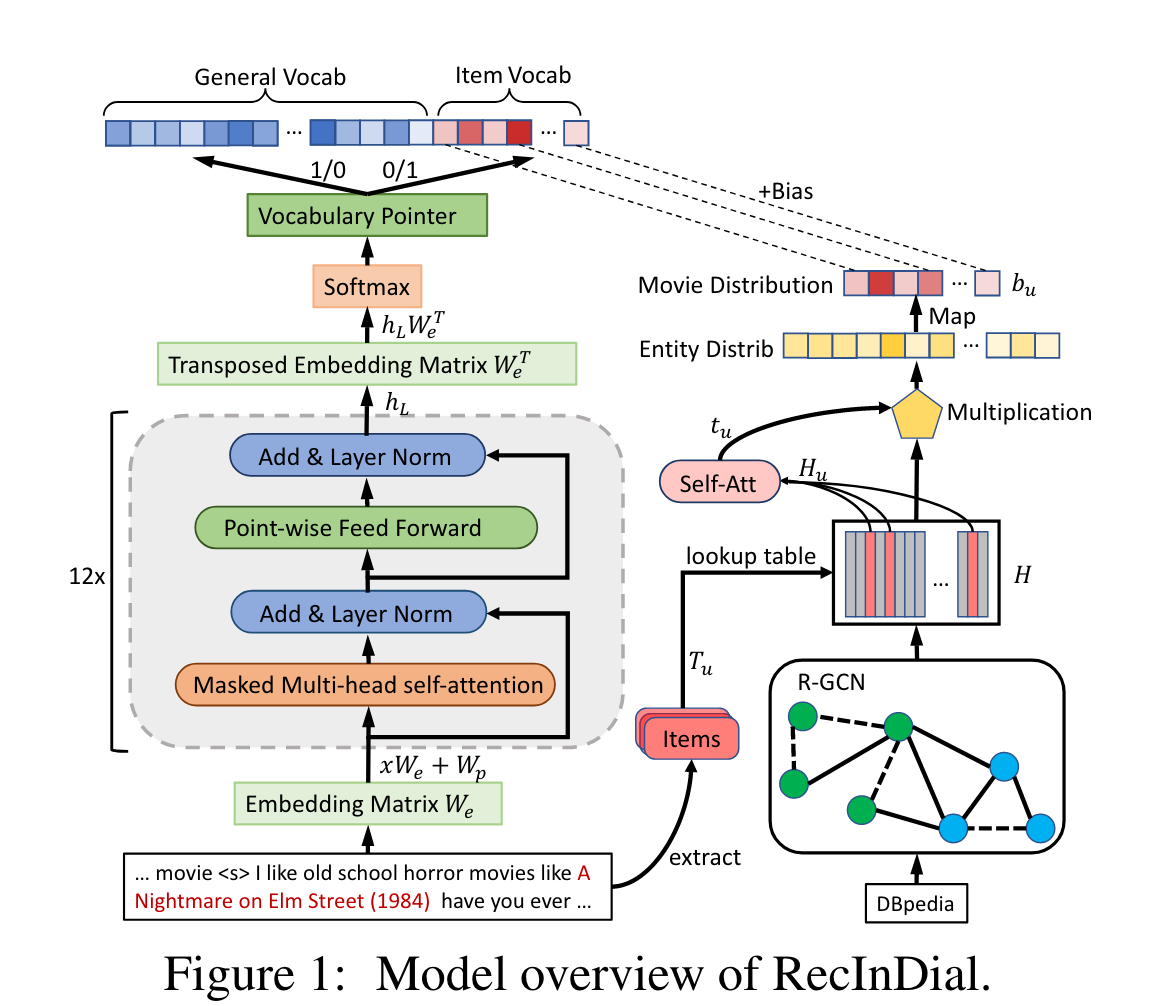 General Vocab
Item Vocab
...
...
1/0
0/1
+Bias
Vocabulary Pointer
Softmax
Movie Distribution
...
b_u
Map
h_L W_e^T
Transposed Embedding Matrix W_e^T
Entity Distrib
...
h_L
t_u
Multiplication
Add & Layer Norm
Self-Att
H_u
Point-wise Feed Forward
lookup table
...
H
12x
Add & Layer Norm
Masked Multi-head self-attention
T_u
R-GCN
Items
xW_e + W_p
Embedding Matrix W_e
extract
... movie <s> I like old school horror movies like A
Nightmare on Elm Street (1984) have you ever ...
DBpedia
Figure 1: Model overview of RecInDial.